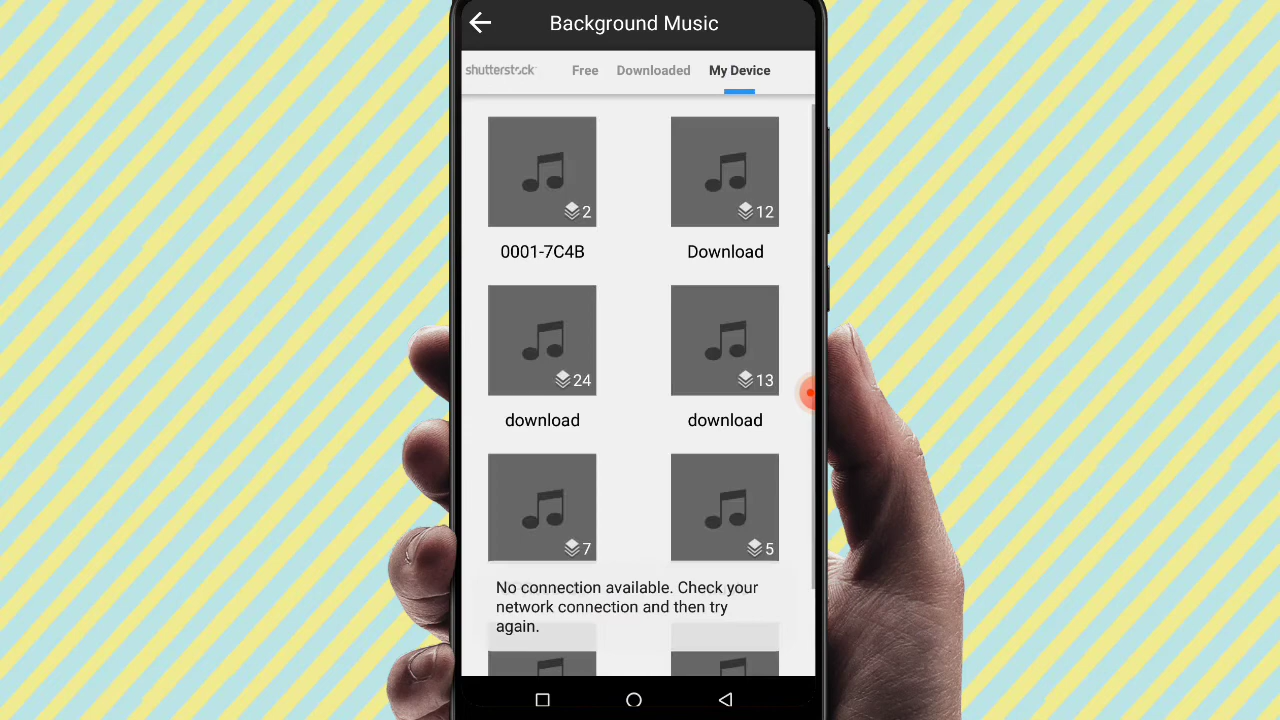 Background Music
shutterstock Free Downloaded My Device
2 12
0001-7C4B Download
24 13
download download
7 5
No connection available. Check your
network connection and then try
again.